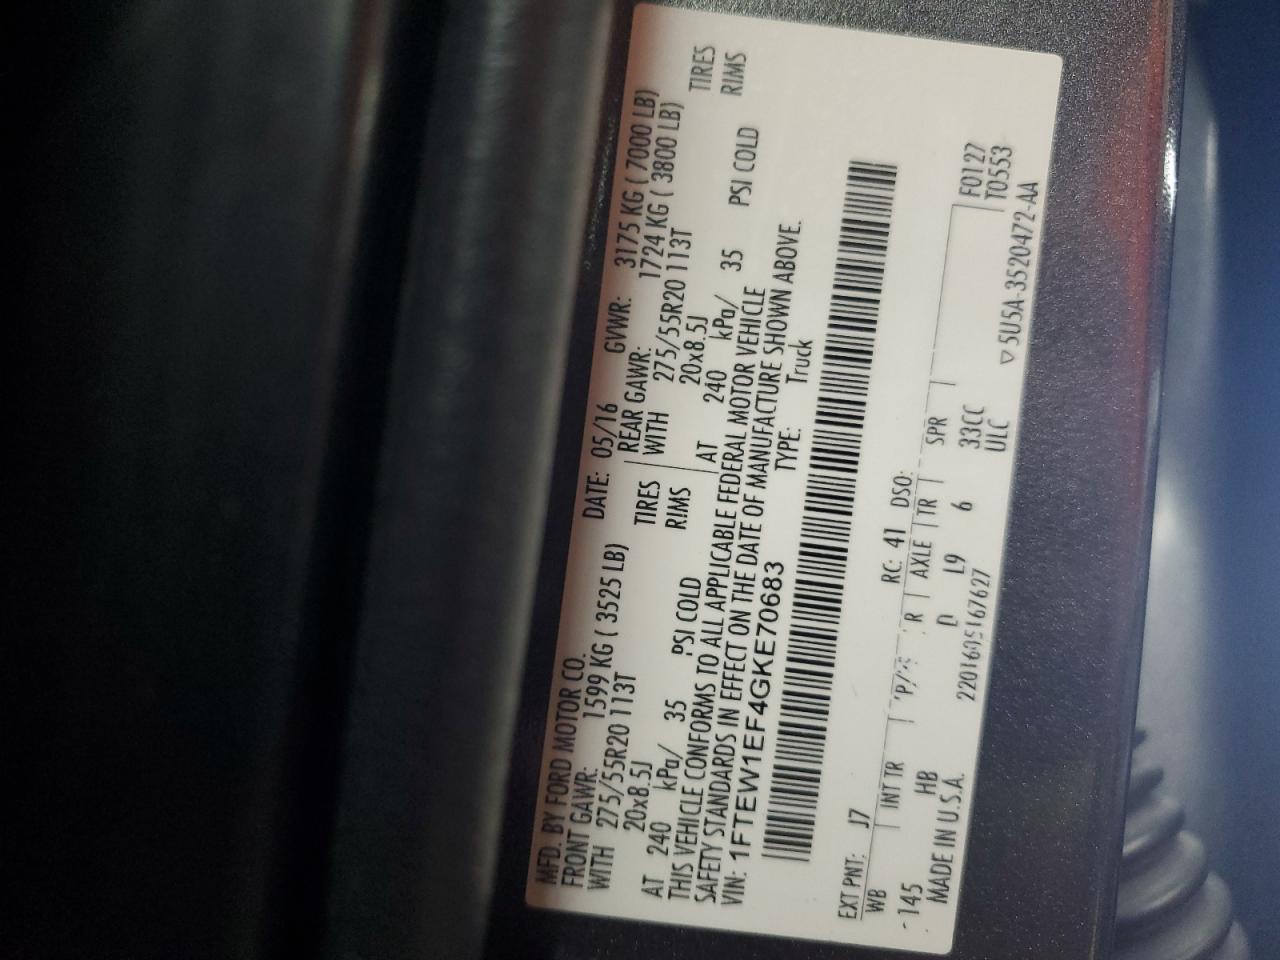 MFD. BY FORD MOTOR CO.
DATE: 05/16 GVWR: 3175 KG ( 7000 LB)
FRONT GAWR: 1599 KG ( 3525 LB) REAR GAWR: 1724 KG ( 3800 LB)
WITH 275/55R20 113T TIRES WITH 275/55R20 113T TIRES
20x8.5J RIMS 20x8.5J RIMS
AT 240 kPa/ 35 PSI COLD AT 240 kPa/ 35 PSI COLD
THIS VEHICLE CONFORMS TO ALL APPLICABLE FEDERAL MOTOR VEHICLE
SAFETY STANDARDS IN EFFECT ON THE DATE OF MANUFACTURE SHOWN ABOVE.
VIN: 1FTEW1EF4GKE70683 TYPE: Truck
EXT PNT: J7 RC: 41 DSO:
WB INT TR R AXLE TR SPR
145 HB D L9 6 33CC
ULC
F0127
T0553
MADE IN U.S.A. ▽ 5U5A-3520472-AA